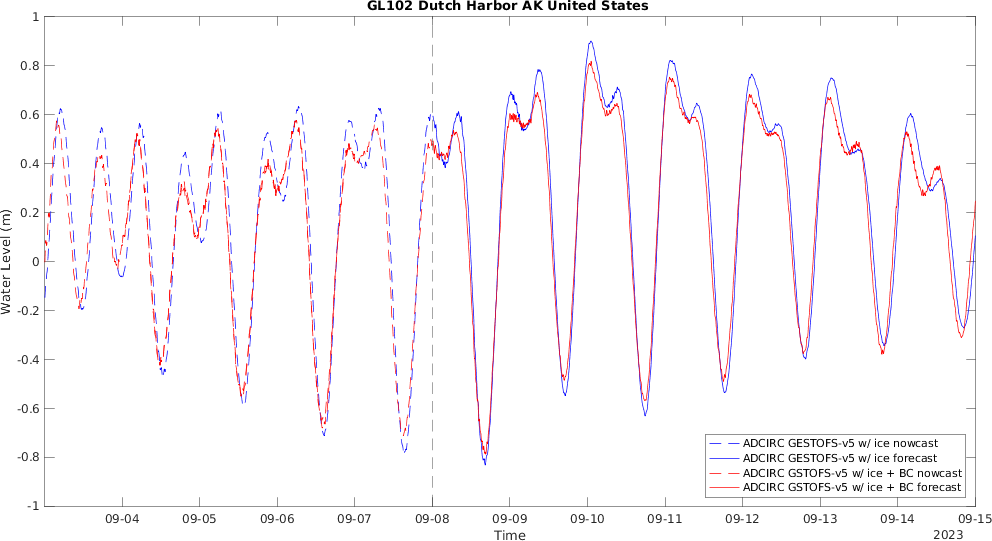 GL102 Dutch Harbor AK United States
1
0.8
0.6
0.4
0.2
0
-0.2
-0.4
-0.6
-0.8
-1
Water Level (m)
ADCIRC GESTOFS-v5 w/ ice nowcast
ADCIRC GESTOFS-v5 w/ ice forecast
ADCIRC GSTOFS-v5 w/ ice + BC nowcast
ADCIRC GSTOFS-v5 w/ ice + BC forecast
09-04 09-05 09-06 09-07 09-08 09-09 09-10 09-11 09-12 09-13 09-14 09-15
Time
2023